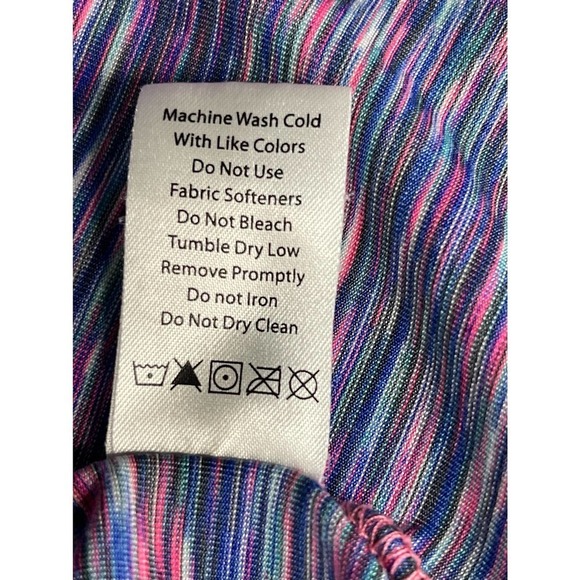 Machine Wash Cold
With Like Colors
Do Not Use
Fabric Softeners
Do Not Bleach
Tumble Dry Low
Remove Promptly
Do not Iron
Do Not Dry Clean